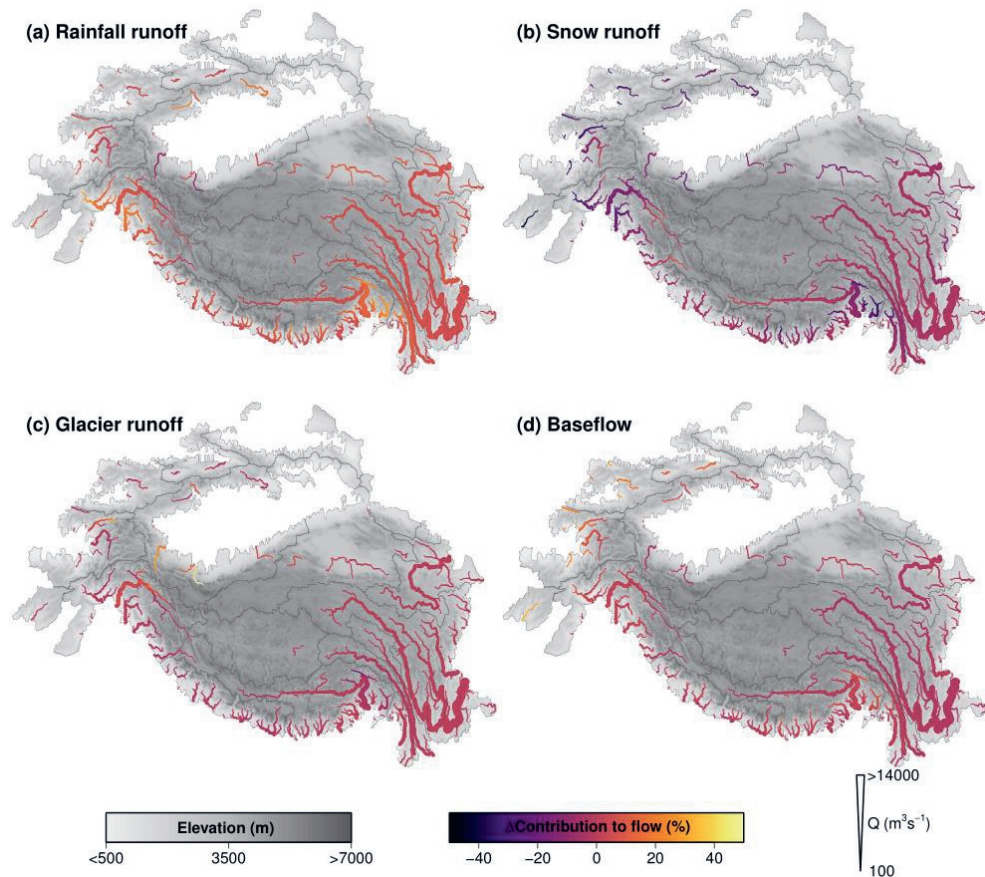 (a) Rainfall runoff
(b) Snow runoff
(c) Glacier runoff
(d) Baseflow
Elevation (m)
<500 3500 >7000
ΔContribution to flow (%)
−40 −20 0 20 40
>14000
Q (m³s⁻¹)
100